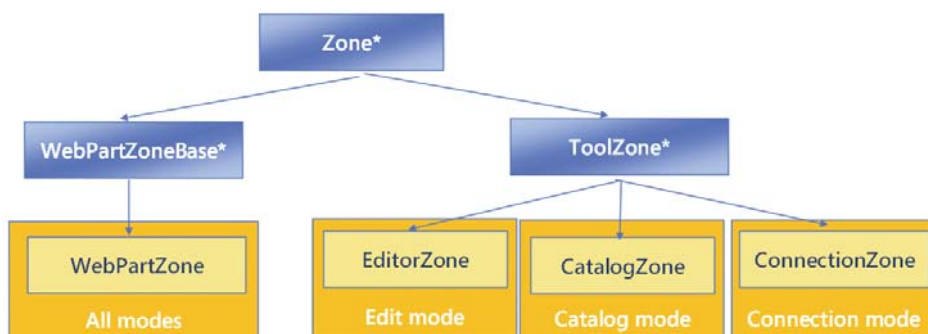 Zone*
WebPartZoneBase*
ToolZone*
WebPartZone
EditorZone
CatalogZone
ConnectionZone
All modes
Edit mode
Catalog mode
Connection mode